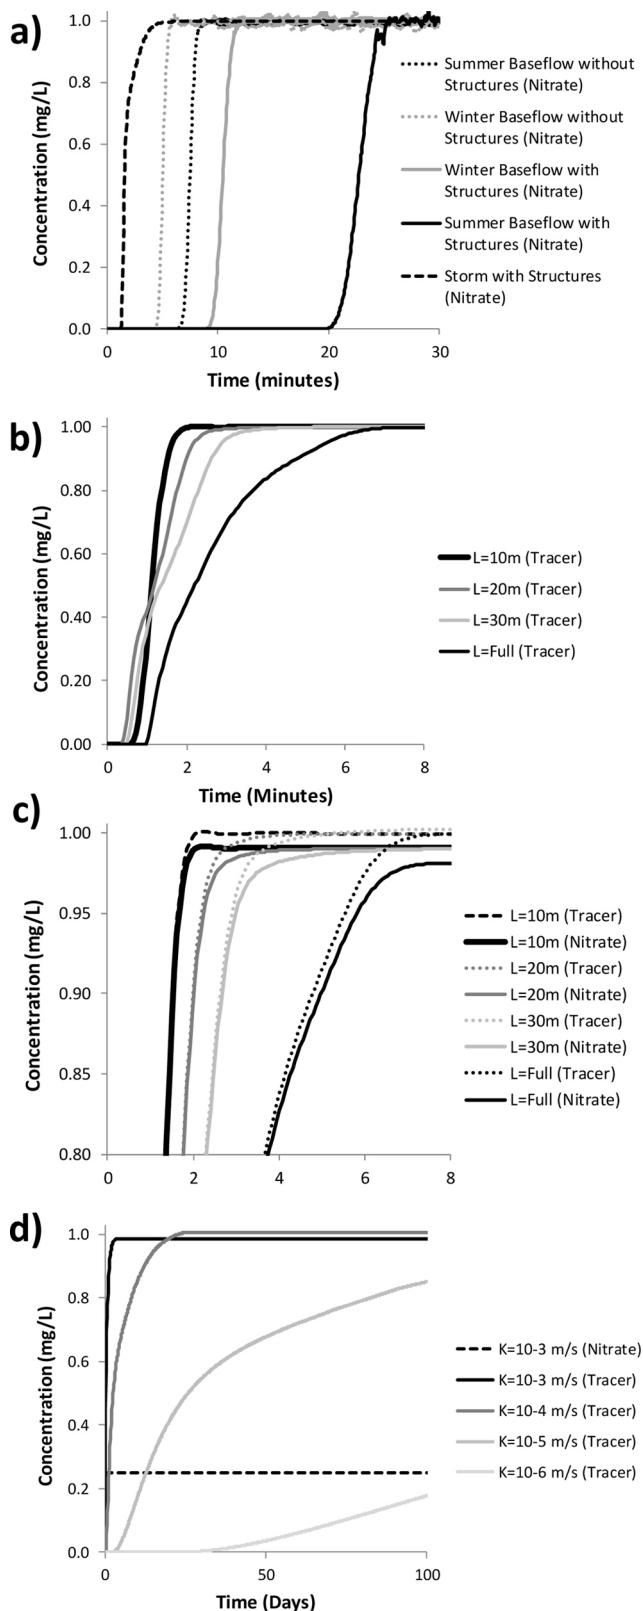 a)
Concentration (mg/L)
1.0
0.8
0.6
0.4
0.2
0.0
0 10 20 30
Time (minutes)
Summer Baseflow without
Structures (Nitrate)
Winter Baseflow without
Structures (Nitrate)
Winter Baseflow with
Structures (Nitrate)
Summer Baseflow with
Structures (Nitrate)
Storm with Structures
(Nitrate)
b)
Concentration (mg/L)
1.00
0.80
0.60
0.40
0.20
0.00
0 2 4 6 8
Time (Minutes)
L=10m (Tracer)
L=20m (Tracer)
L=30m (Tracer)
L=Full (Tracer)
c)
Concentration (mg/L)
1.00
0.95
0.90
0.85
0.80
0 2 4 6 8
L=10m (Tracer)
L=10m (Nitrate)
L=20m (Tracer)
L=20m (Nitrate)
L=30m (Tracer)
L=30m (Nitrate)
L=Full (Tracer)
L=Full (Nitrate)
d)
Concentration (mg/L)
1.0
0.8
0.6
0.4
0.2
0.0
0 50 100
Time (Days)
K=10-3 m/s (Nitrate)
K=10-3 m/s (Tracer)
K=10-4 m/s (Tracer)
K=10-5 m/s (Tracer)
K=10-6 m/s (Tracer)